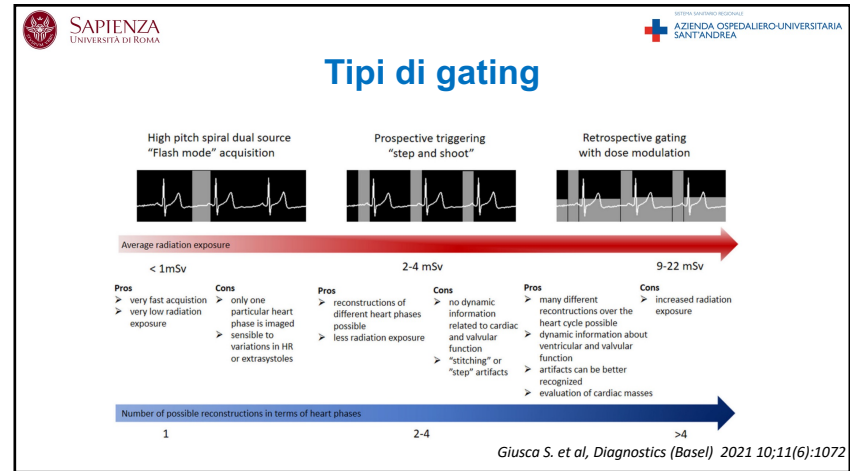 SAPIENZA
UNIVERSITÀ DI ROMA
SISTEMA SANITARIO REGIONALE
AZIENDA OSPEDALIERO-UNIVERSITARIA
SANT'ANDREA
Tipi di gating
High pitch spiral dual source
"Flash mode" acquisition
Prospective triggering
"step and shoot"
Retrospective gating
with dose modulation
Average radiation exposure
< 1mSv
2-4 mSv
9-22 mSv
Pros
➢ very fast acquistion
➢ very low radiation
exposure
Cons
➢ only one
particular heart
phase is imaged
➢ sensible to
variations in HR
or extrasystoles
Pros
➢ reconstructions of
different heart phases
possible
➢ less radiation exposure
Cons
➢ no dynamic
information
related to cardiac
and valvular
function
➢ "stitching" or
"step" artifacts
Pros
➢ many different
recontructions over the
heart cycle possible
➢ dynamic information about
ventricular and valvular
function
➢ artifacts can be better
recognized
➢ evaluation of cardiac masses
Cons
➢ increased radiation
exposure
Number of possible reconstructions in terms of heart phases
1
2-4
>4
Giusca S. et al, Diagnostics (Basel) 2021 10;11(6):1072